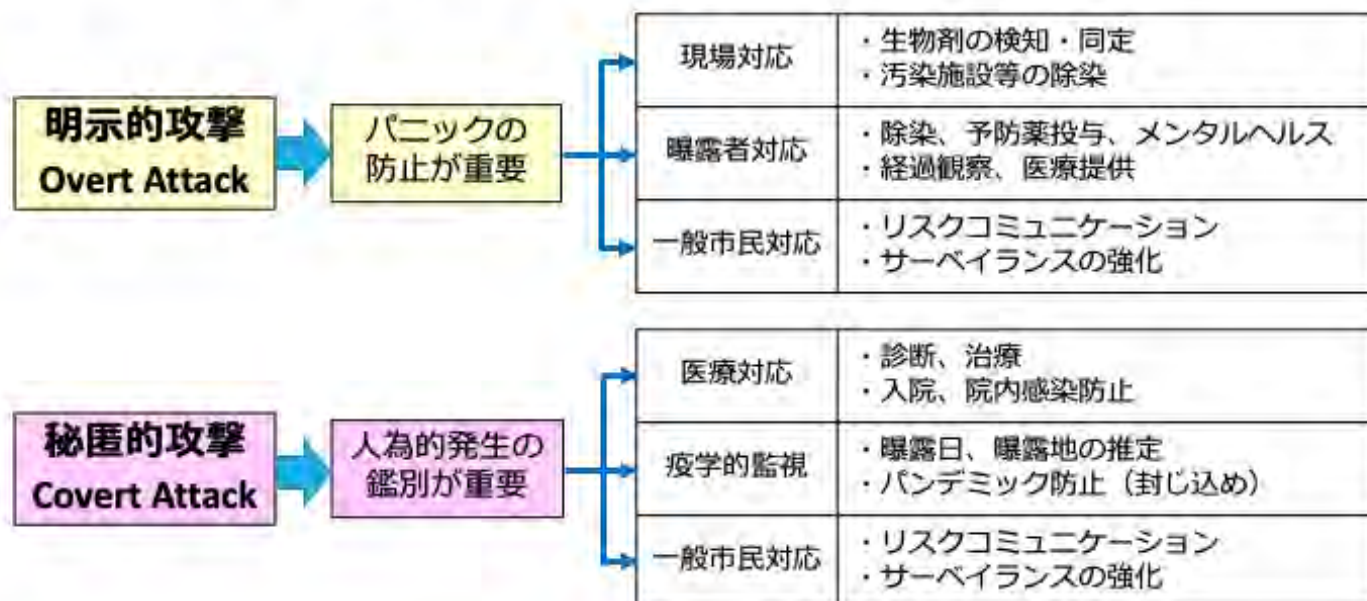 明示的攻撃
Overt Attack
パニックの
防止が重要
現場対応
・生物剤の検知・同定
・汚染施設等の除染
曝露者対応
・除染、予防薬投与、メンタルヘルス
・経過観察、医療提供
一般市民対応
・リスクコミュニケーション
・サーベイランスの強化
秘匿的攻撃
Covert Attack
人為的発生の
鑑別が重要
医療対応
・診断、治療
・入院、院内感染防止
疫学的監視
・曝露日、曝露地の推定
・パンデミック防止（封じ込め）
一般市民対応
・リスクコミュニケーション
・サーベイランスの強化